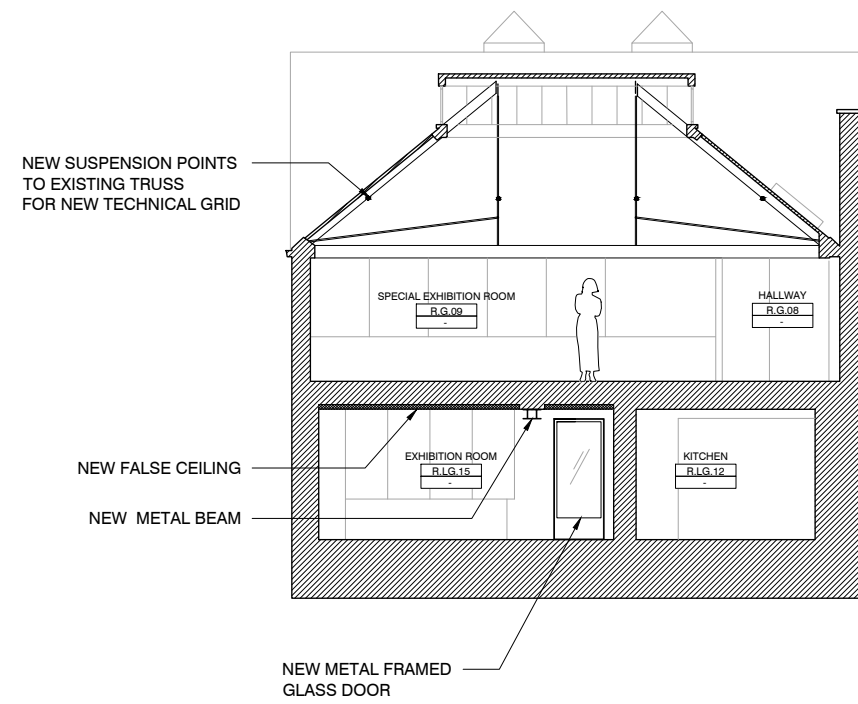 NEW SUSPENSION POINTS
TO EXISTING TRUSS
FOR NEW TECHNICAL GRID
SPECIAL EXHIBITION ROOM
R.G.09
-
HALLWAY
R.G.08
-
NEW FALSE CEILING
EXHIBITION ROOM
R.LG.15
-
KITCHEN
R.LG.12
-
NEW METAL BEAM
NEW METAL FRAMED
GLASS DOOR